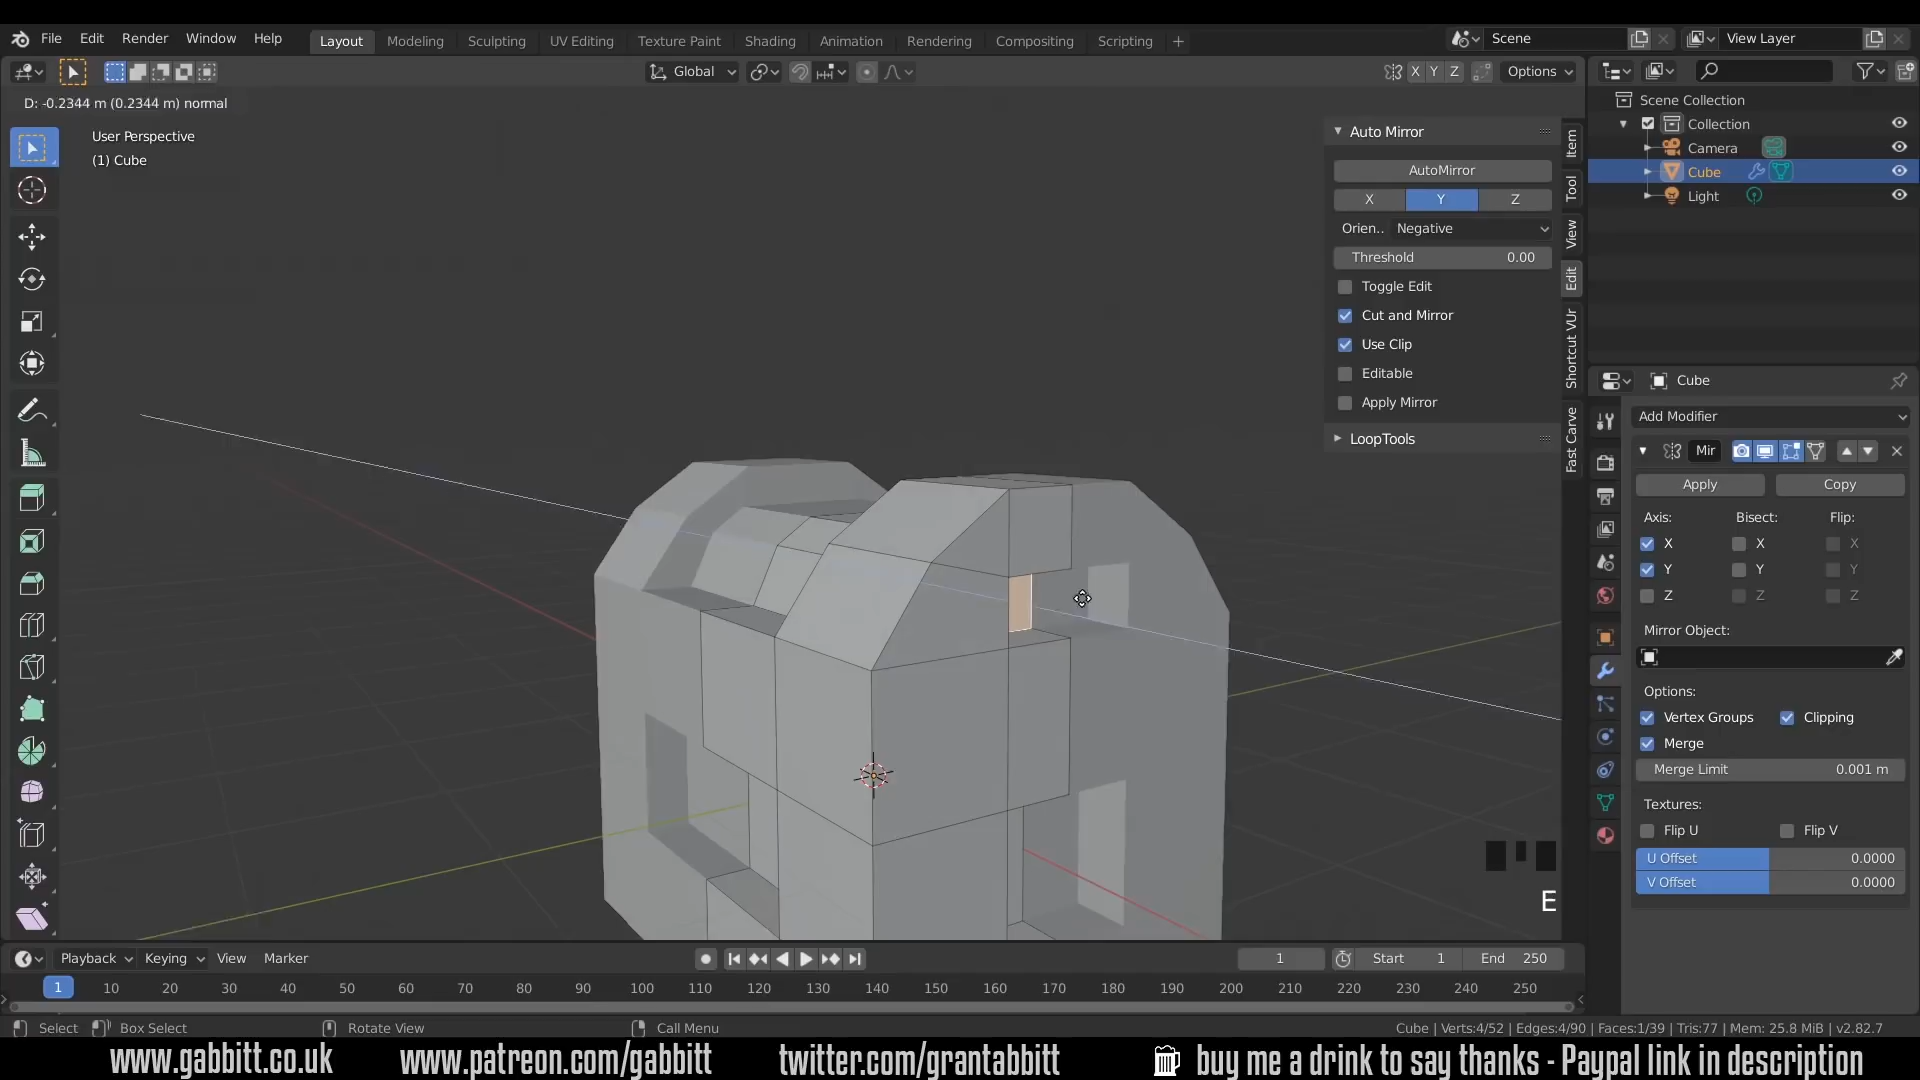 File Edit Render Window Help Layout Modeling Sculpting UV Editing Texture Paint Shading Animation Rendering Compositing Scripting + Scene View Layer
Global X Y Z Options
D: -0.2344 m (0.2344 m) normal
User Perspective
(1) Cube
Auto Mirror
AutoMirror
X Y Z
Orien.. Negative
Threshold 0.00
Toggle Edit
Cut and Mirror
Use Clip
Editable
Apply Mirror
LoopTools
Item
Tool
View
Edit
Shortcut VUr
Fast Carve
Scene Collection
Collection
Camera
Cube
Light
Cube
Add Modifier
Mir
Apply Copy
Axis: Bisect: Flip:
X X X
Y Y Y
Z Z Z
Mirror Object:
Options:
Vertex Groups Clipping
Merge
Merge Limit 0.001 m
Textures:
Flip U Flip V
U Offset 0.0000
V Offset 0.0000
E
Playback Keying View Marker 1 Start 1 End 250
1 10 20 30 40 50 60 70 80 90 100 110 120 130 140 150 160 170 180 190 200 210 220 230 240 250
Select Box Select Rotate View Call Menu Cube | Verts:4/52 | Edges:4/90 | Faces:1/39 | Tris:77 | Mem: 25.8 MiB | v2.82.7
www.gabbitt.co.uk www.patreon.com/gabbitt twitter.com/grantabbitt buy me a drink to say thanks - Paypal link in description